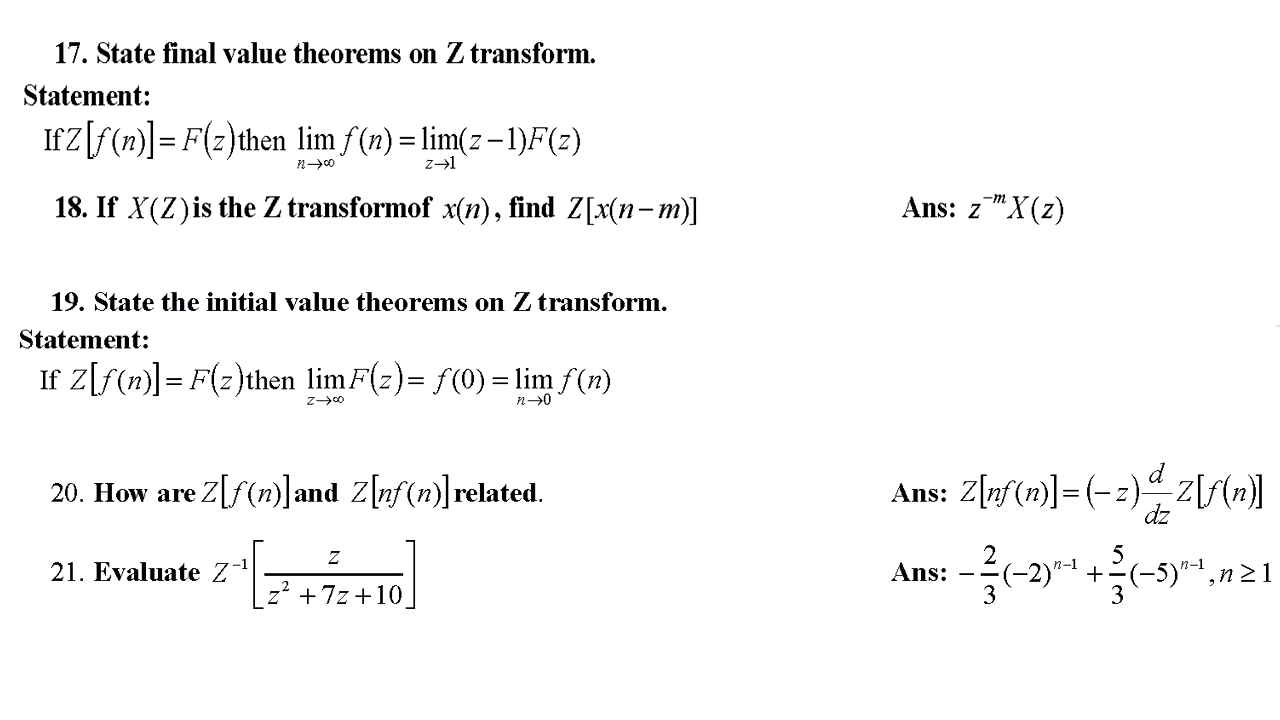 17. State final value theorems on Z transform.
Statement:
If Z[f(n)] = F(z) then lim_{n→∞} f(n) = lim_{z→1} (z−1)F(z)
18. If X(Z) is the Z transformof x(n), find Z[x(n−m)] Ans: z^{−m}X(z)
19. State the initial value theorems on Z transform.
Statement:
If Z[f(n)] = F(z) then lim_{z→∞} F(z) = f(0) = lim_{n→0} f(n)
20. How are Z[f(n)] and Z[nf(n)] related. Ans: Z[nf(n)] = (−z) d/dz Z[f(n)]
21. Evaluate Z^{−1}[z/(z² + 7z + 10)] Ans: −2/3(−2)^{n−1} + 5/3(−5)^{n−1}, n ≥ 1